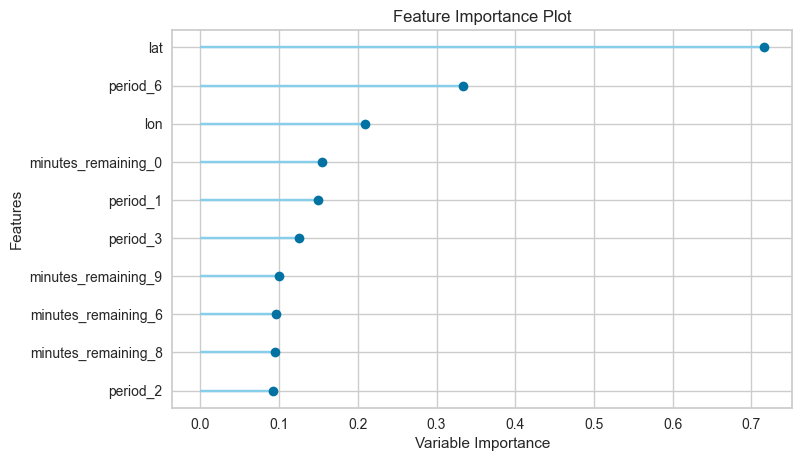 Feature Importance Plot
Features
lat
period_6
lon
minutes_remaining_0
period_1
period_3
minutes_remaining_9
minutes_remaining_6
minutes_remaining_8
period_2
0.0 0.1 0.2 0.3 0.4 0.5 0.6 0.7
Variable Importance